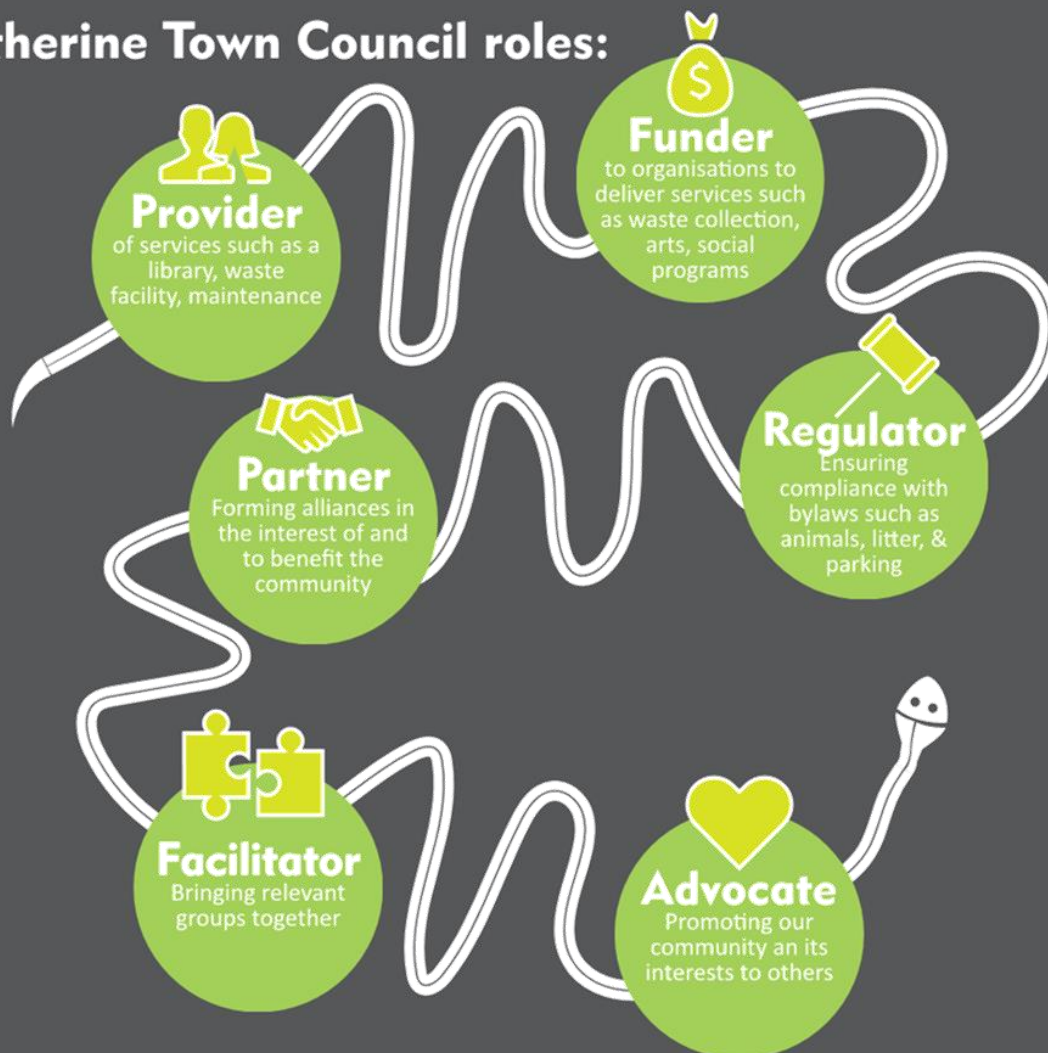 therine Town Council roles:
Provider
of services such as a
library, waste
facility, maintenance
$
Funder
to organisations to
deliver services such
as waste collection,
arts, social
programs
Regulator
Ensuring
compliance with
bylaws such as
animals, litter, &
parking
Partner
Forming alliances in
the interest of and
to benefit the
community
Facilitator
Bringing relevant
groups together
Advocate
Promoting our
community an its
interests to others